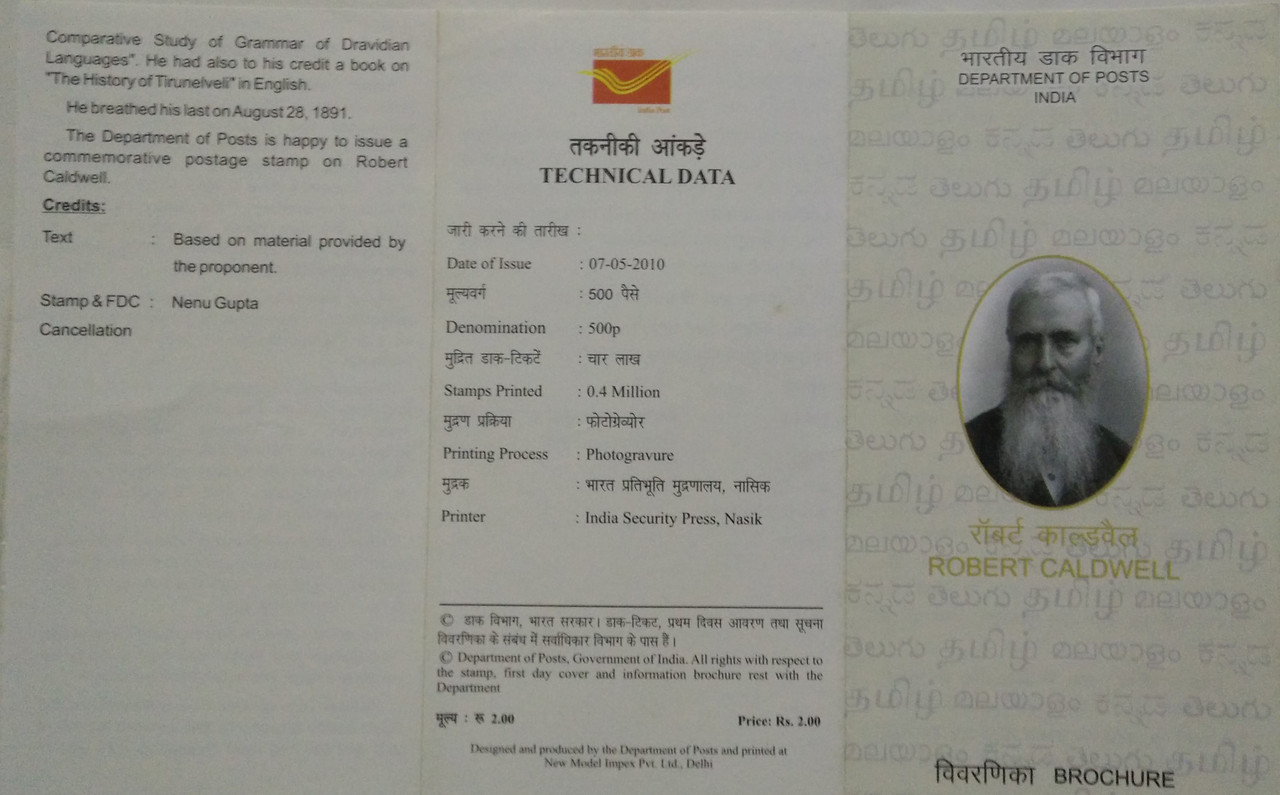 Comparative Study of Grammar of Dravidian
Languages". He had also to his credit a book on
"The History of Tirunelveli" in English.
He breathed his last on August 28, 1891.
The Department of Posts is happy to issue a
commemorative postage stamp on Robert
Caldwell.
Credits:
Text : Based on material provided by
the proponent.
Stamp & FDC : Nenu Gupta
Cancellation
भारतीय डाक
India Post
तकनीकी आंकड़े
TECHNICAL DATA
जारी करने की तारीख :
Date of Issue : 07-05-2010
मूल्यवर्ग : 500 पैसे
Denomination : 500p
मुद्रित डाक-टिकटें : चार लाख
Stamps Printed : 0.4 Million
मुद्रण प्रक्रिया : फोटोग्रेव्योर
Printing Process : Photogravure
मुद्रक : भारत प्रतिभूति मुद्रणालय, नासिक
Printer : India Security Press, Nasik
© डाक विभाग, भारत सरकार। डाक-टिकट, प्रथम दिवस आवरण तथा सूचना
विवरणिका के संबंध में सर्वाधिकार विभाग के पास है।
© Department of Posts, Government of India. All rights with respect to
the stamp, first day cover and information brochure rest with the
Department
मूल्य : रू 2.00 Price: Rs. 2.00
Designed and produced by the Department of Posts and printed at
New Model Impex Pvt. Ltd., Delhi
భారతీయ डाक विभाग
DEPARTMENT OF POSTS
INDIA
రॉबर्ट काल्डवैल
ROBERT CALDWELL
विवरणिका BROCHURE
తెలుగు தமிழ் മലയാളം ಕನ್ನಡ